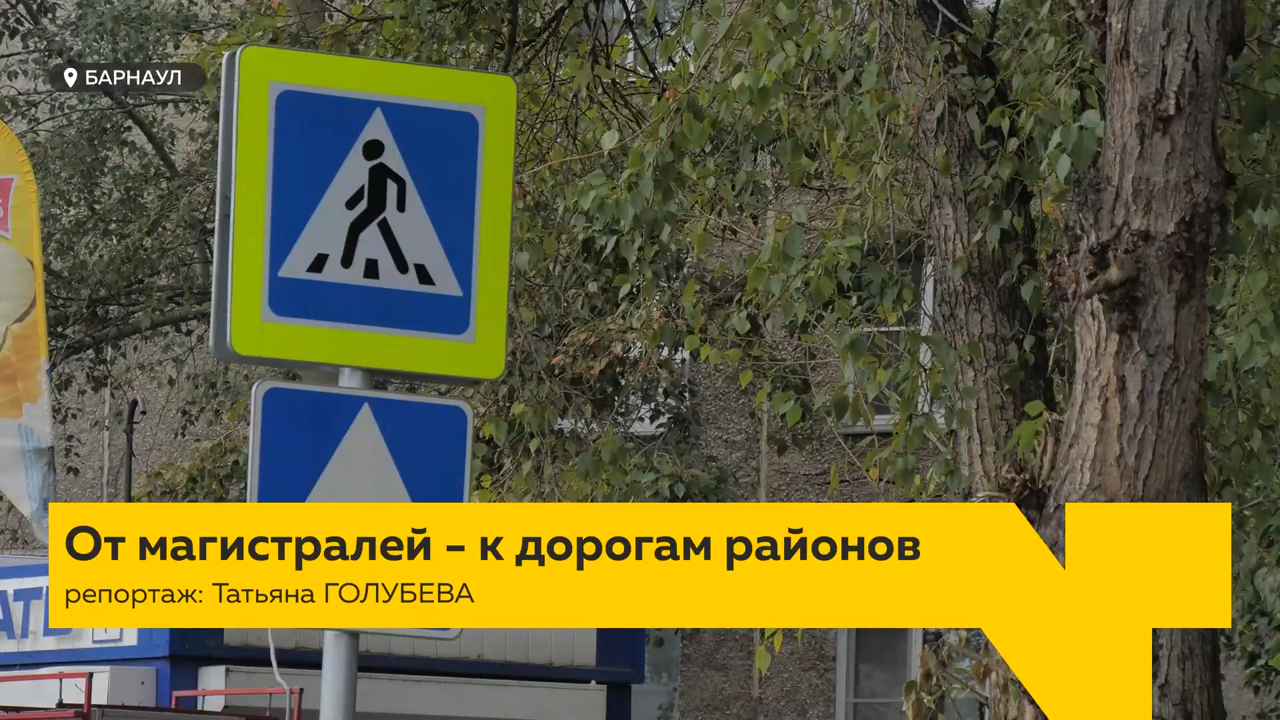 БАРНАУЛ
От магистралей - к дорогам районов
репортаж: Татьяна ГОЛУБЕВА